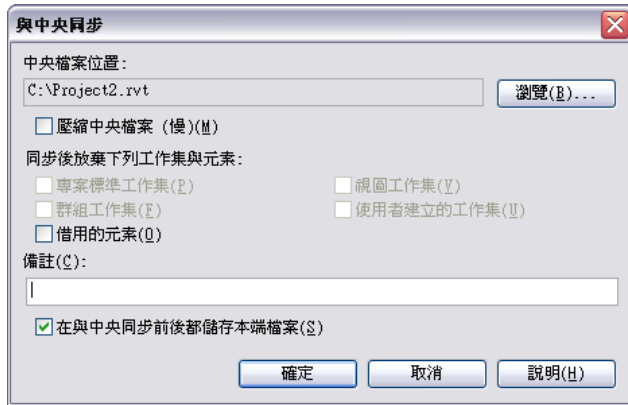 與中央同步
中央檔案位置:
C:\Project2.rvt
瀏覽(B)...
壓縮中央檔案 (慢)(M)
同步後放棄下列工作集與元素:
專案標準工作集(P)
視圖工作集(V)
群組工作集(F)
使用者建立的工作集(U)
借用的元素(O)
備註(C):
在與中央同步前後都儲存本端檔案(S)
確定
取消
說明(H)